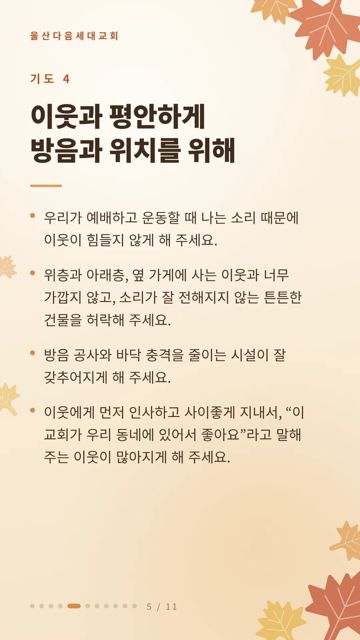 울산다음세대교회
기도 4
이웃과 평안하게
방음과 위치를 위해
우리가 예배하고 운동할 때 나는 소리 때문에
이웃이 힘들지 않게 해 주세요.
위층과 아래층, 옆 가게에 사는 이웃과 너무
가깝지 않고, 소리가 잘 전해지지 않는 튼튼한
건물을 허락해 주세요.
방음 공사와 바닥 충격을 줄이는 시설이 잘
갖추어지게 해 주세요.
이웃에게 먼저 인사하고 사이좋게 지내서, “이
교회가 우리 동네에 있어서 좋아요”라고 말해
주는 이웃이 많아지게 해 주세요.
5 / 11